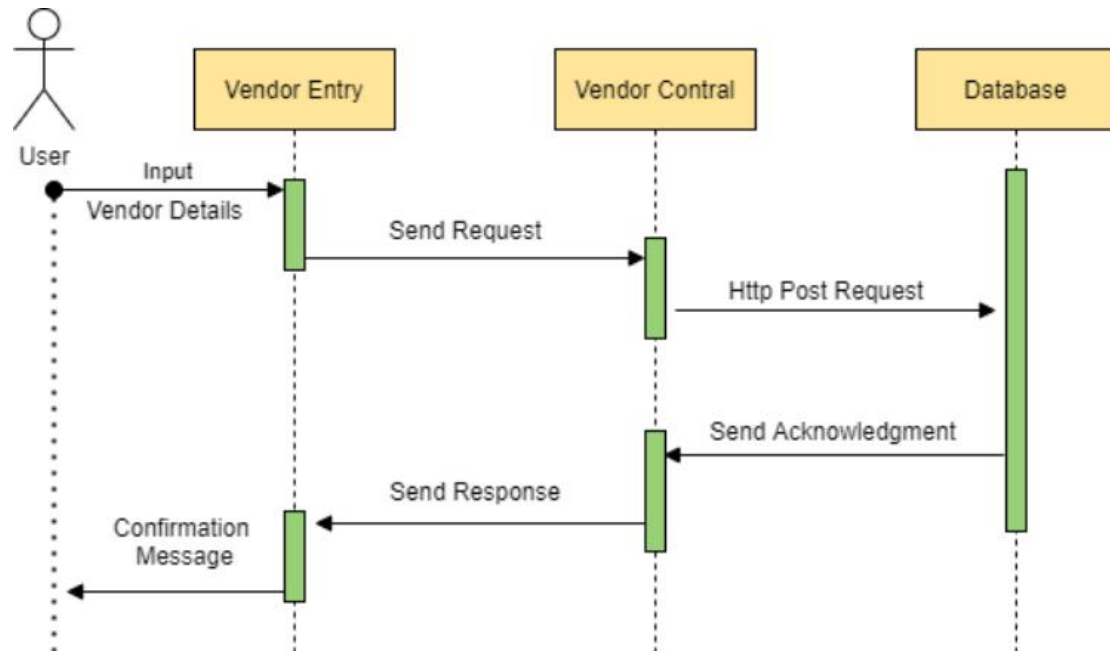 Vendor Entry
Vendor Contral
Database
User
Input
Vendor Details
Send Request
Http Post Request
Send Acknowledgment
Send Response
Confirmation
Message